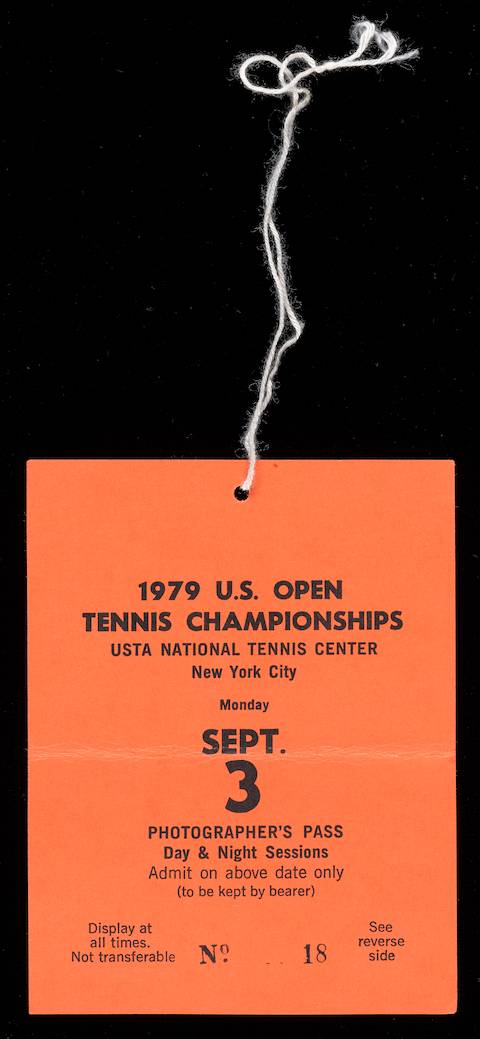 1979 U.S. OPEN
TENNIS CHAMPIONSHIPS
USTA NATIONAL TENNIS CENTER
New York City
Monday
SEPT.
3
PHOTOGRAPHER'S PASS
Day & Night Sessions
Admit on above date only
(to be kept by bearer)
Display at
all times.
Not transferable
Nº 18
See
reverse
side